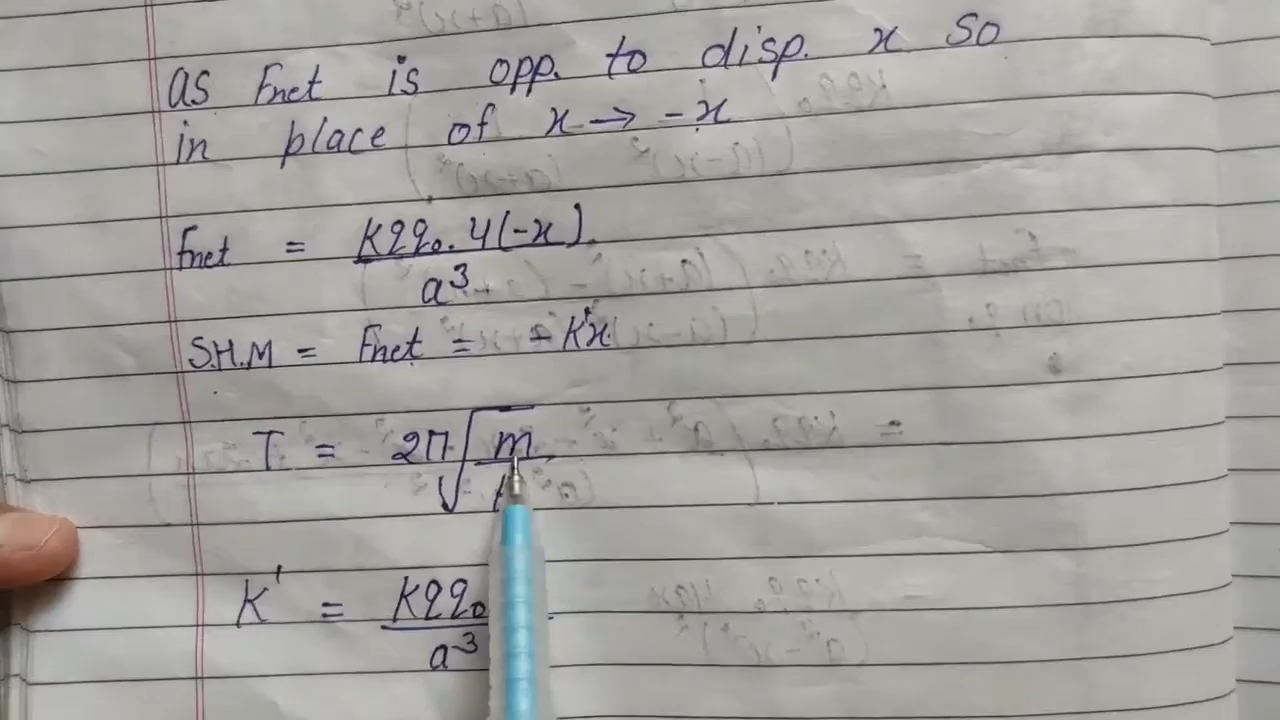 as Fnet is opp. to disp. x so
in place of x → -x
Fnet = Kqq₀.4(-x)
a³
S.H.M = Fnet = - K'x
T = 2π√m
K' = Kqq₀
a³